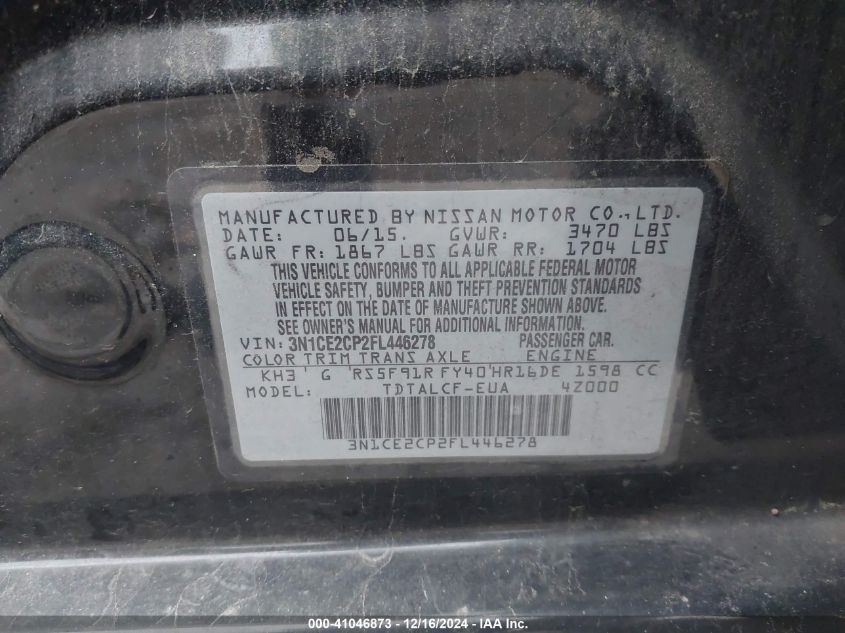 MANUFACTURED BY NISSAN MOTOR CO., LTD.
DATE: 06/15. GVWR: 3470 LBS
GAWR FR: 1867 LBS GAWR RR: 1704 LBS
THIS VEHICLE CONFORMS TO ALL APPLICABLE FEDERAL MOTOR
VEHICLE SAFETY, BUMPER AND THEFT PREVENTION STANDARDS
IN EFFECT ON THE DATE OF MANUFACTURE SHOWN ABOVE.
SEE OWNER'S MANUAL FOR ADDITIONAL INFORMATION.
VIN: 3N1CE2CP2FL446278 PASSENGER CAR.
COLOR TRIM TRANS AXLE ENGINE
KH3 ' G ' RS5F91R FY40 ' HR16DE 1598 CC
MODEL: TDTALCF-EUA 4Z000
3N1CE2CP2FL446278
000-41046873 - 12/16/2024 - IAA Inc.